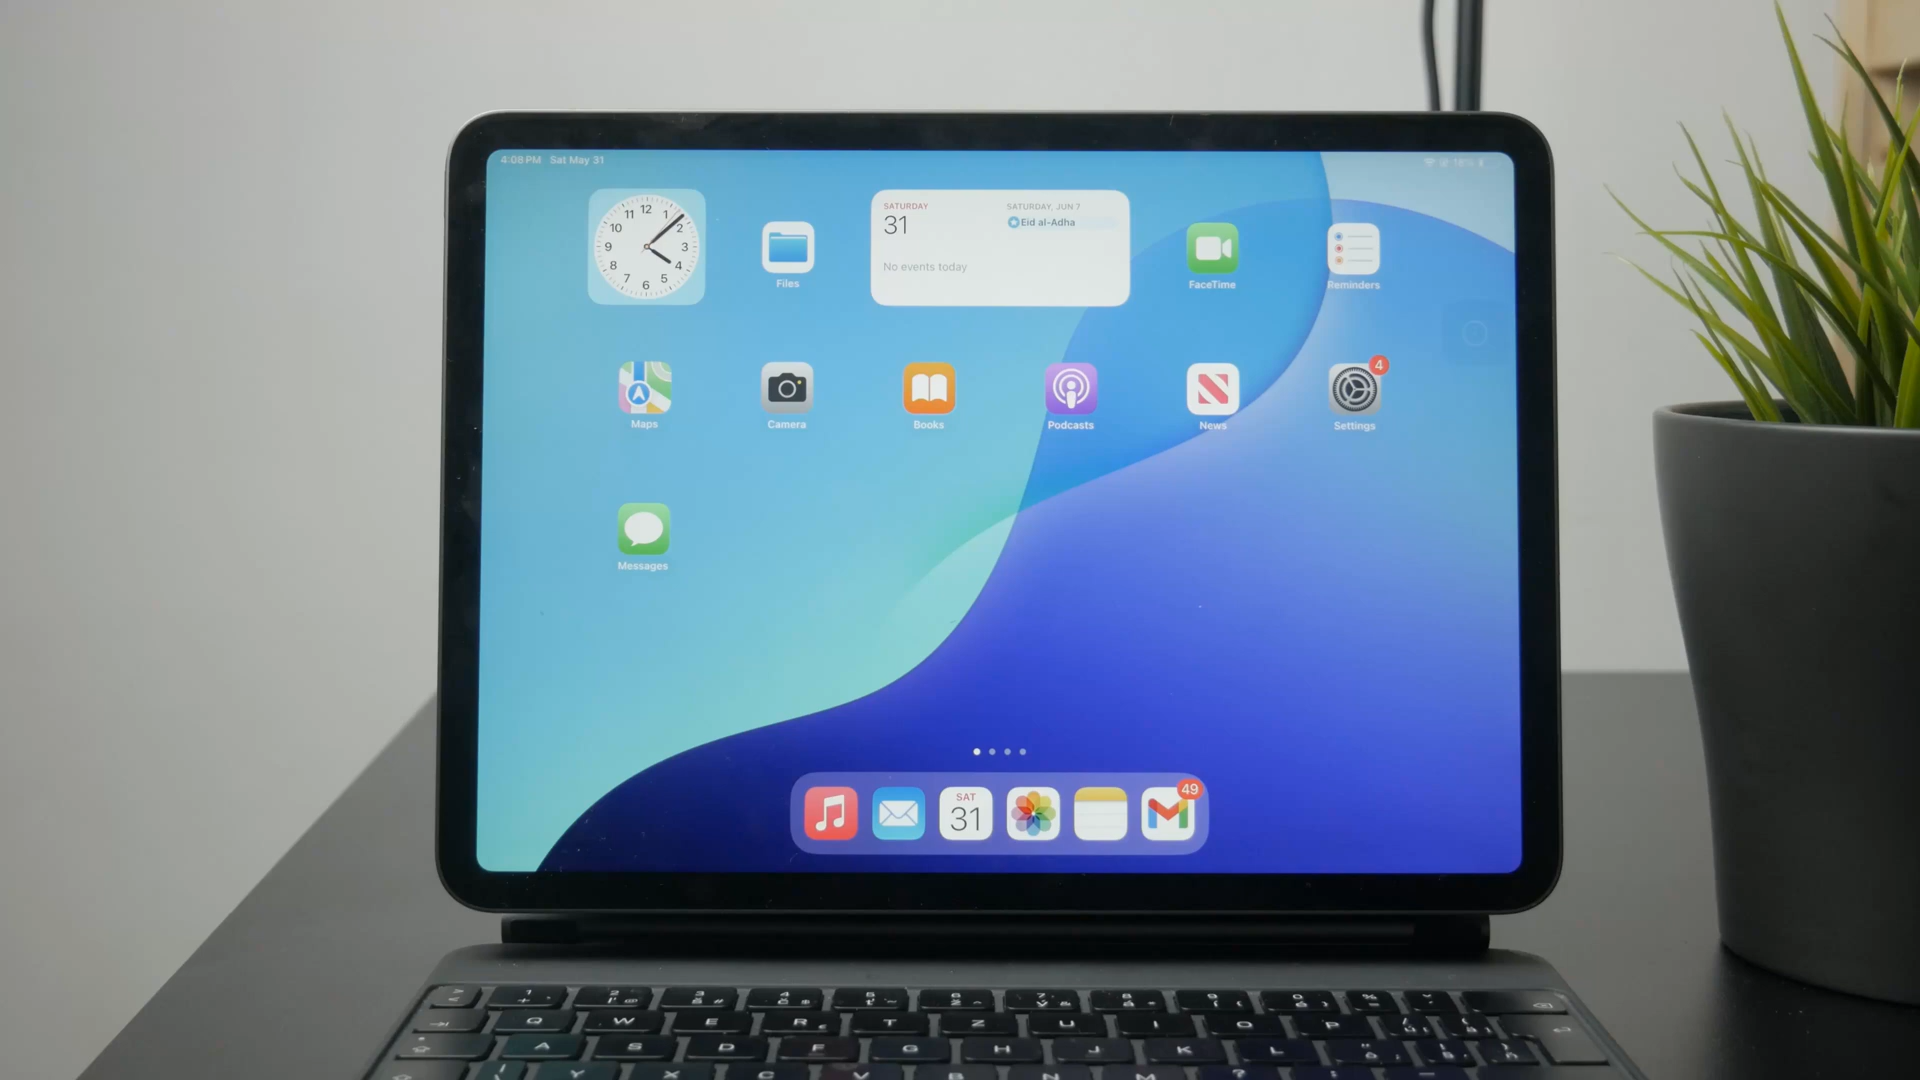 4:08 PM Sat May 31
12
11 1
10 2
9 3
8 4
7 5
6
SATURDAY
31
No events today
SATURDAY, JUN 7
Eid al-Adha
Files
FaceTime
Reminders
Maps
Camera
Books
Podcasts
News
4
Settings
Messages
SAT
31
49
Q W E R T Z U I O P
A S D F G H J K L
Y X C V B N M